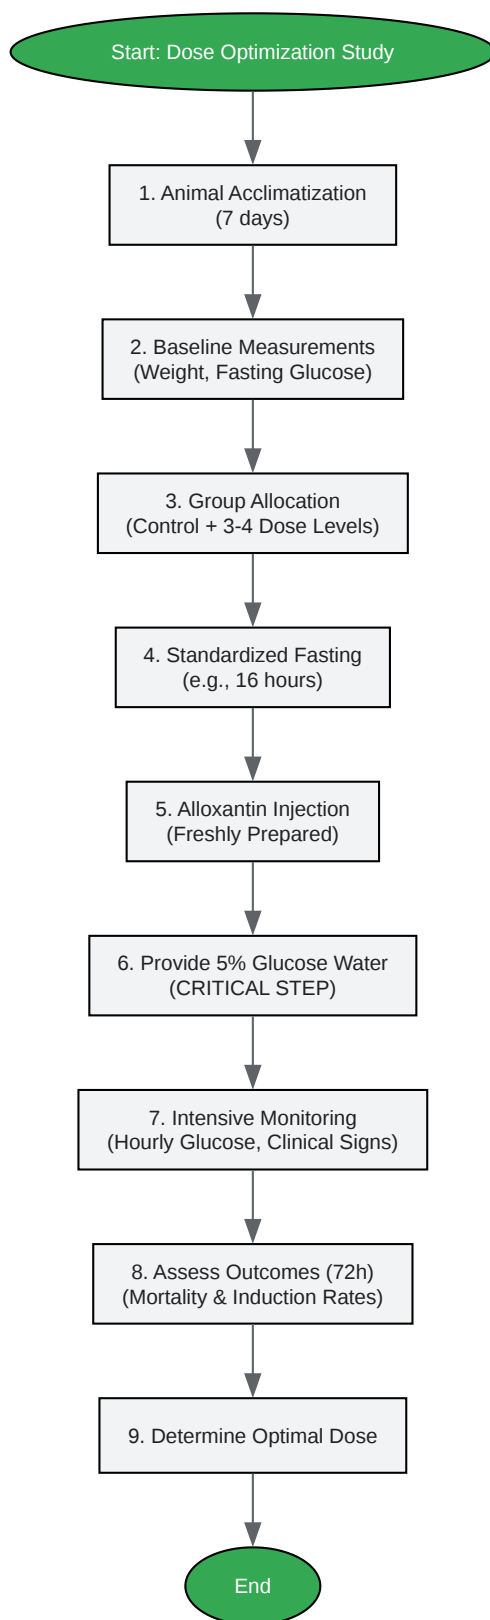 Start: Dose Optimization Study
1. Animal Acclimatization
(7 days)
2. Baseline Measurements
(Weight, Fasting Glucose)
3. Group Allocation
(Control + 3-4 Dose Levels)
4. Standardized Fasting
(e.g., 16 hours)
5. Alloxantin Injection
(Freshly Prepared)
6. Provide 5% Glucose Water
(CRITICAL STEP)
7. Intensive Monitoring
(Hourly Glucose, Clinical Signs)
8. Assess Outcomes (72h)
(Mortality & Induction Rates)
9. Determine Optimal Dose
End